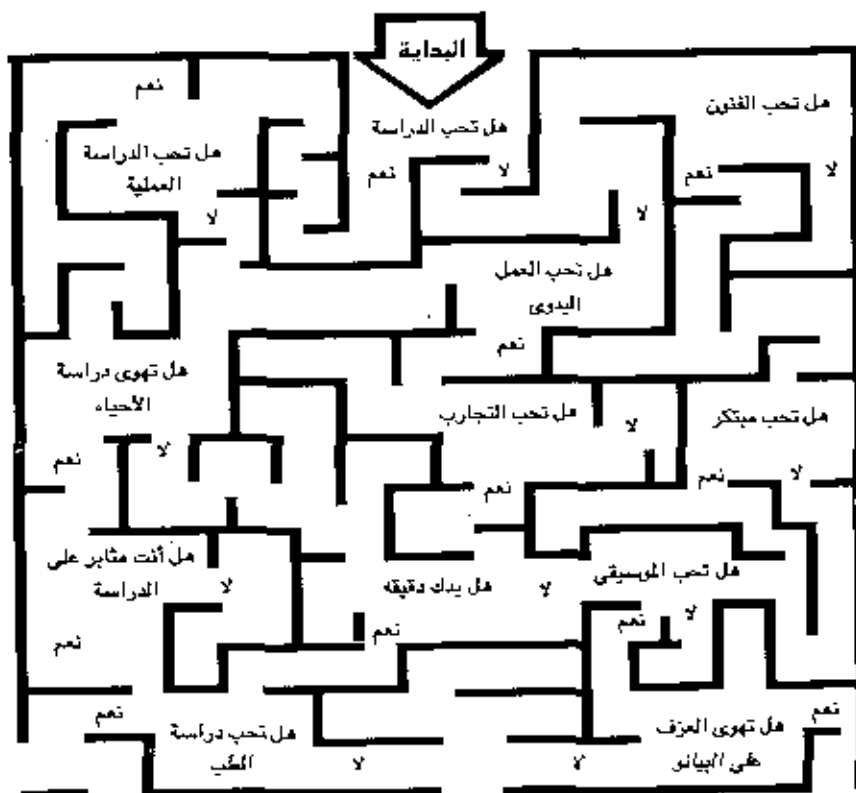 البداية
هل تحب الدراسة
نعم
لا
نعم
هل تحب الدراسة
العملية
لا
هل تحب الفنون
نعم
لا
لا
هل تحب العمل
اليدوى
نعم
هل تهوى دراسة
الأحياء
نعم
لا
هل تحب التجارب
لا
نعم
هل تحب مبتكر
نعم
لا
هل أنت مثابر على
الدراسة
لا
نعم
هل يدك دقيقه
لا
نعم
هل تحب الموسيقى
نعم
لا
نعم
هل تحب دراسة
الطب
لا
هل تهوى العزف
على البيانو
نعم
لا